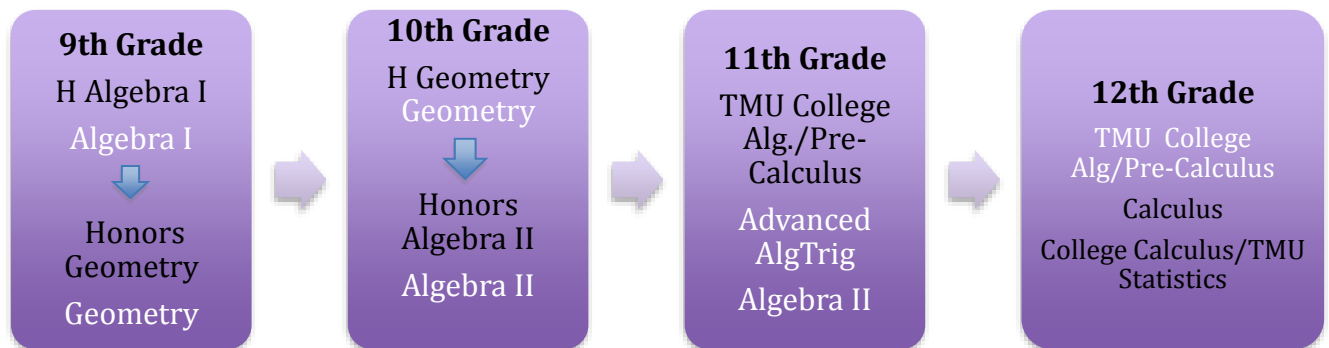 9th Grade
H Algebra I
Algebra I
Honors
Geometry
Geometry
10th Grade
H Geometry
Geometry
Honors
Algebra II
Algebra II
11th Grade
TMU College
Alg./Pre-
Calculus
Advanced
AlgTrig
Algebra II
12th Grade
TMU College
Alg/Pre-Calculus
Calculus
College Calculus/TMU
Statistics